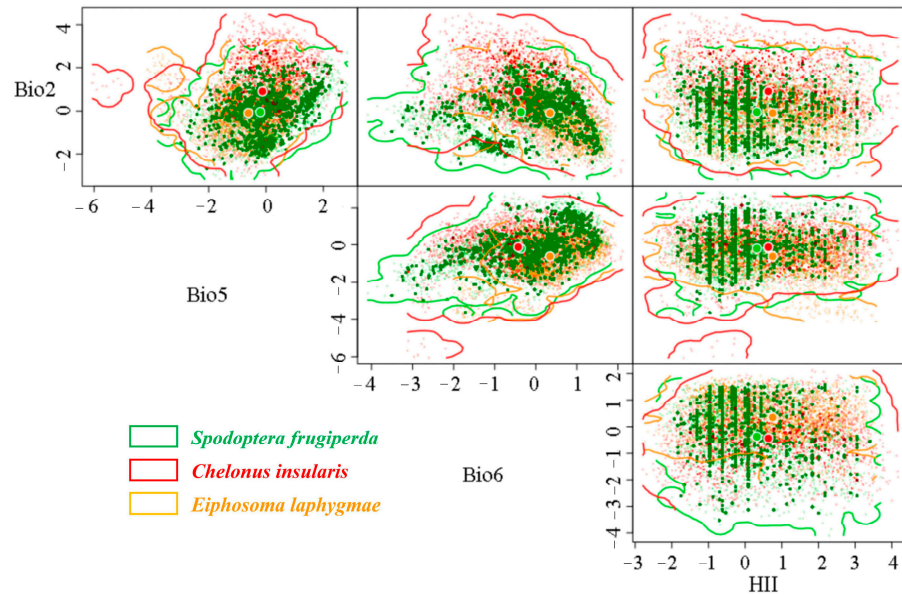 4
2
Bio2
0
−2
−6 −4 −2 0 2
0
−2
Bio5
−4
−6
−4 −3 −2 −1 0 1 2
2
1
Spodoptera frugiperda
0
Chelonus insularis
−1
Bio6
−2
Eiphosoma laphygmae
−3
−4
−3 −2 −1 0 1 2 3 4
HII